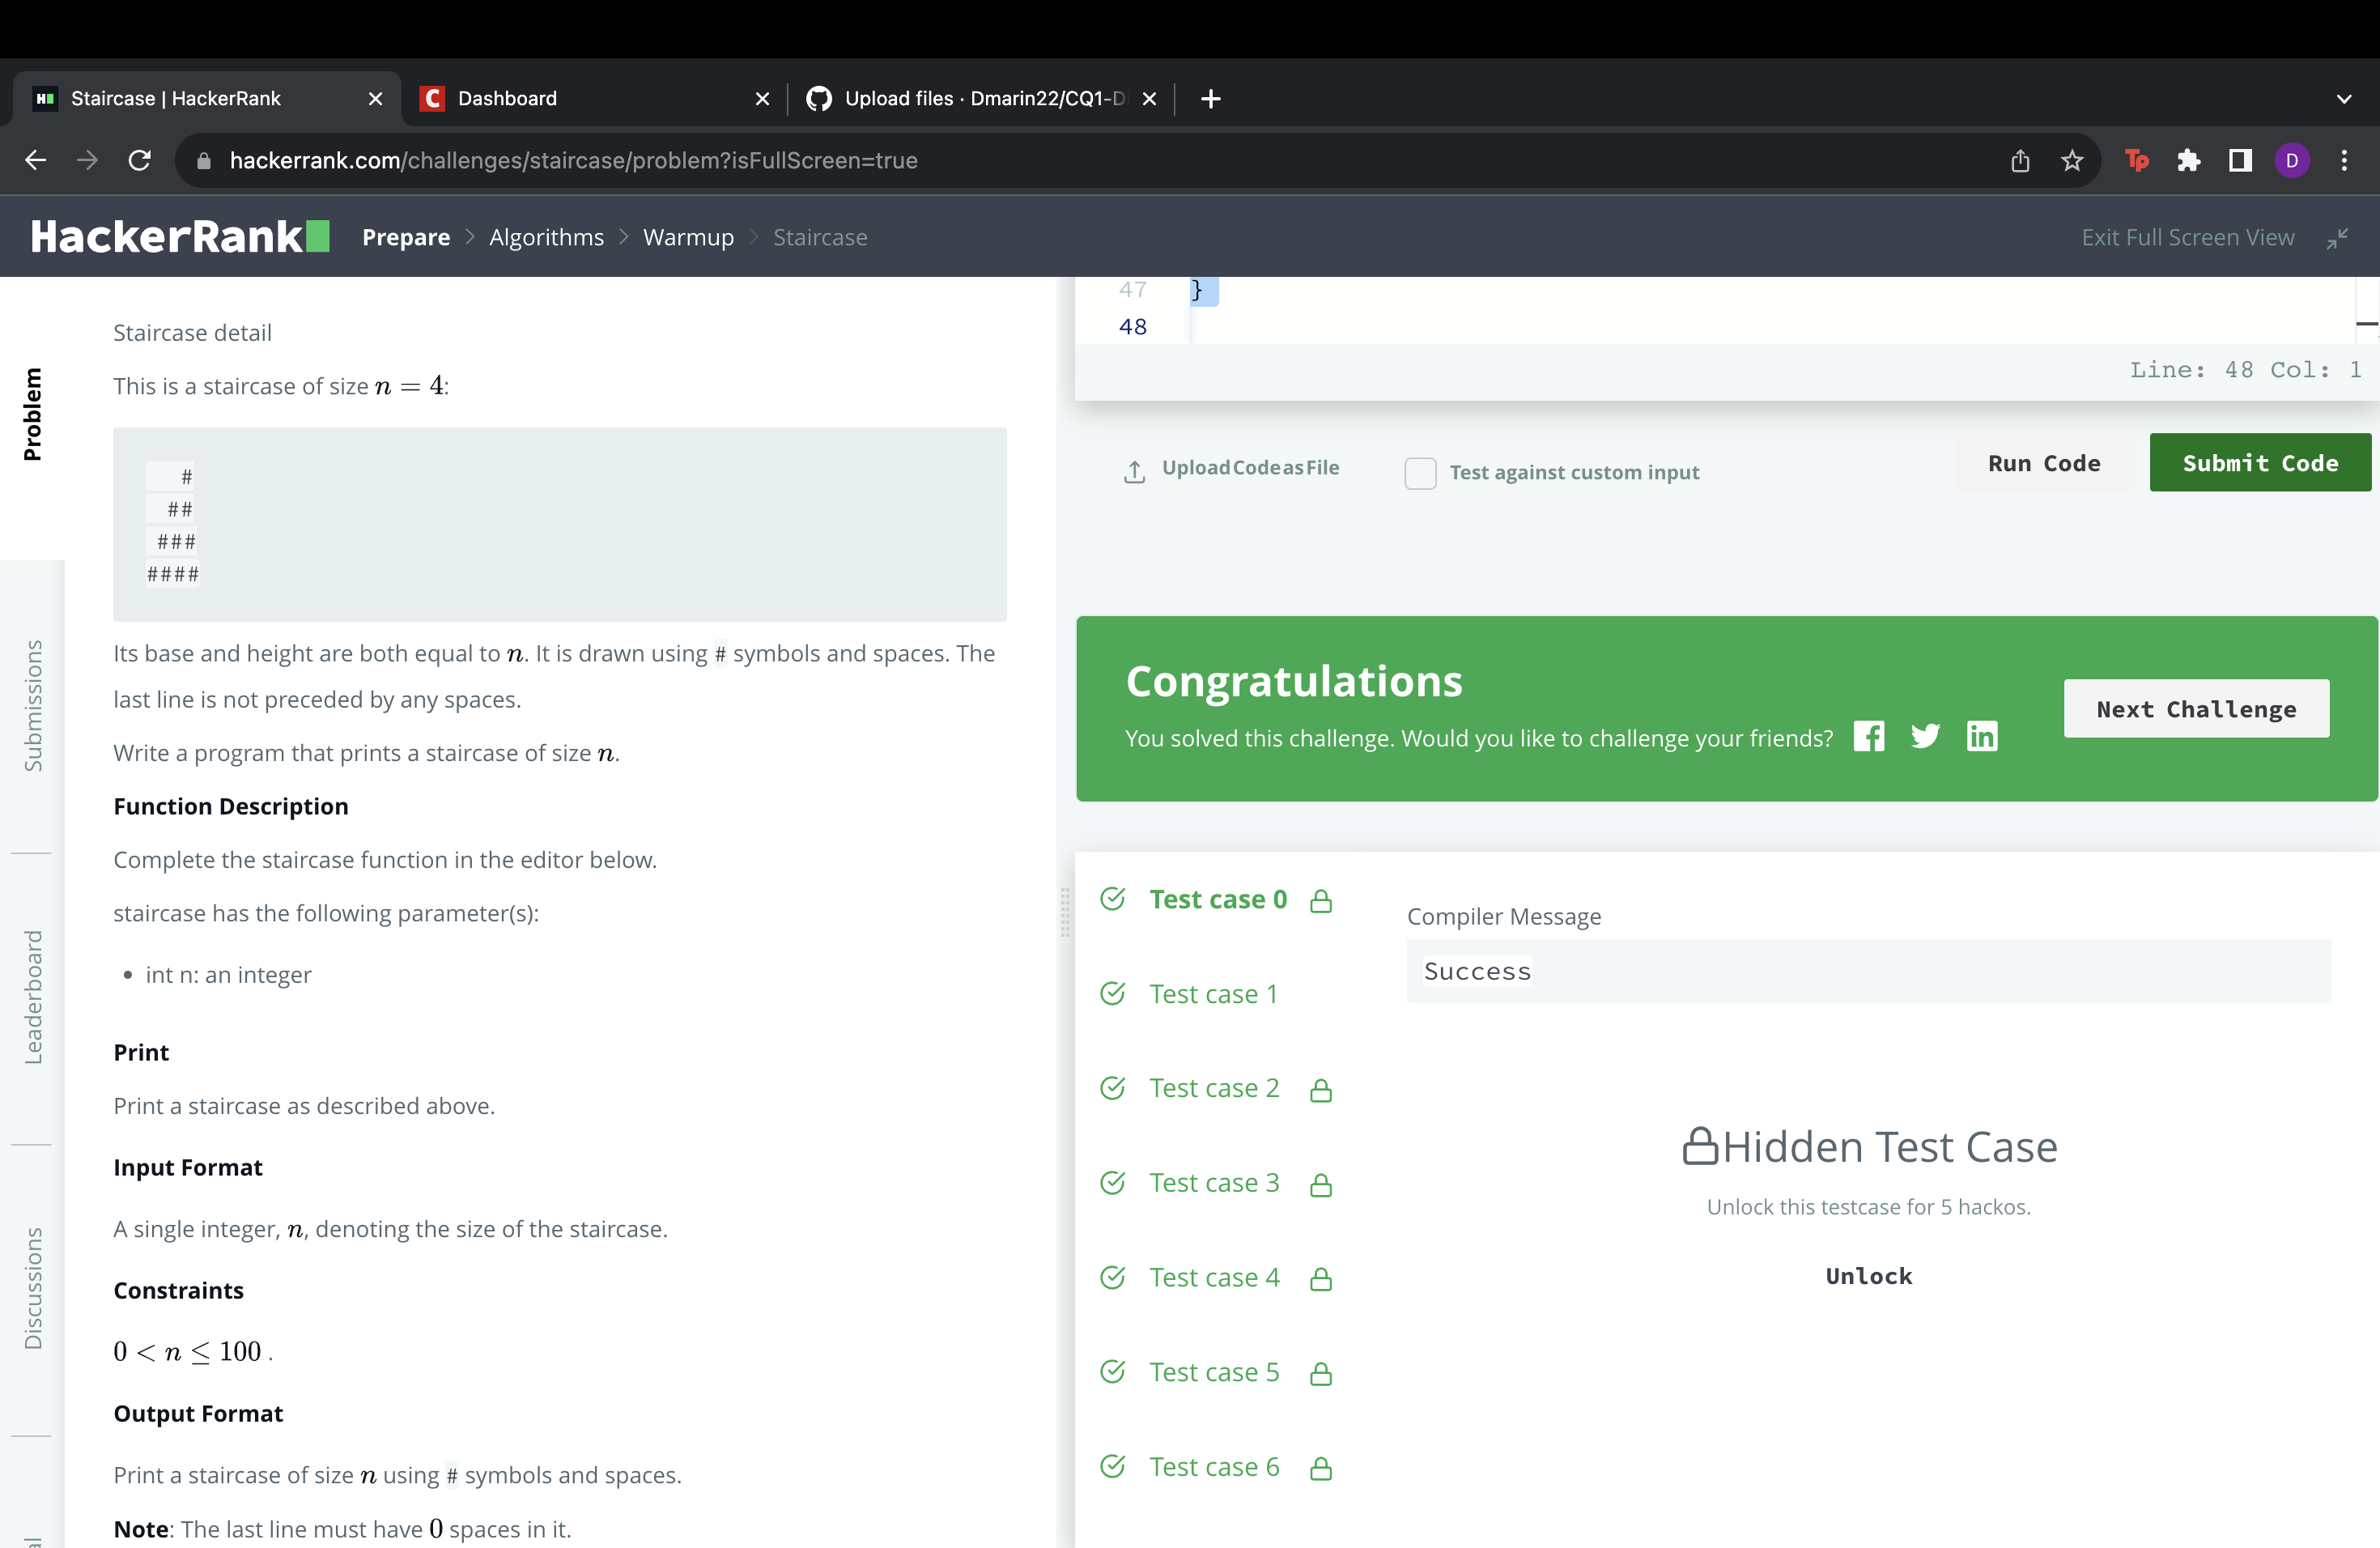 Staircase | HackerRank
Dashboard
Upload files · Dmarin22/CQ1-D
hackerrank.com/challenges/staircase/problem?isFullScreen=true
Tp
D
HackerRank
Prepare > Algorithms > Warmup > Staircase
Exit Full Screen View
Problem
Submissions
Leaderboard
Discussions
Staircase detail
This is a staircase of size n = 4:
   #
  ##
 ###
####
Its base and height are both equal to n. It is drawn using # symbols and spaces. The
last line is not preceded by any spaces.
Write a program that prints a staircase of size n.
Function Description
Complete the staircase function in the editor below.
staircase has the following parameter(s):
• int n: an integer
Print
Print a staircase as described above.
Input Format
A single integer, n, denoting the size of the staircase.
Constraints
0 < n ≤ 100 .
Output Format
Print a staircase of size n using # symbols and spaces.
Note: The last line must have 0 spaces in it.
47 }
48
Line: 48 Col: 1
Upload Code as File
Test against custom input
Run Code
Submit Code
Congratulations
You solved this challenge. Would you like to challenge your friends?
Next Challenge
Test case 0
Test case 1
Test case 2
Test case 3
Test case 4
Test case 5
Test case 6
Compiler Message
Success
Hidden Test Case
Unlock this testcase for 5 hackos.
Unlock